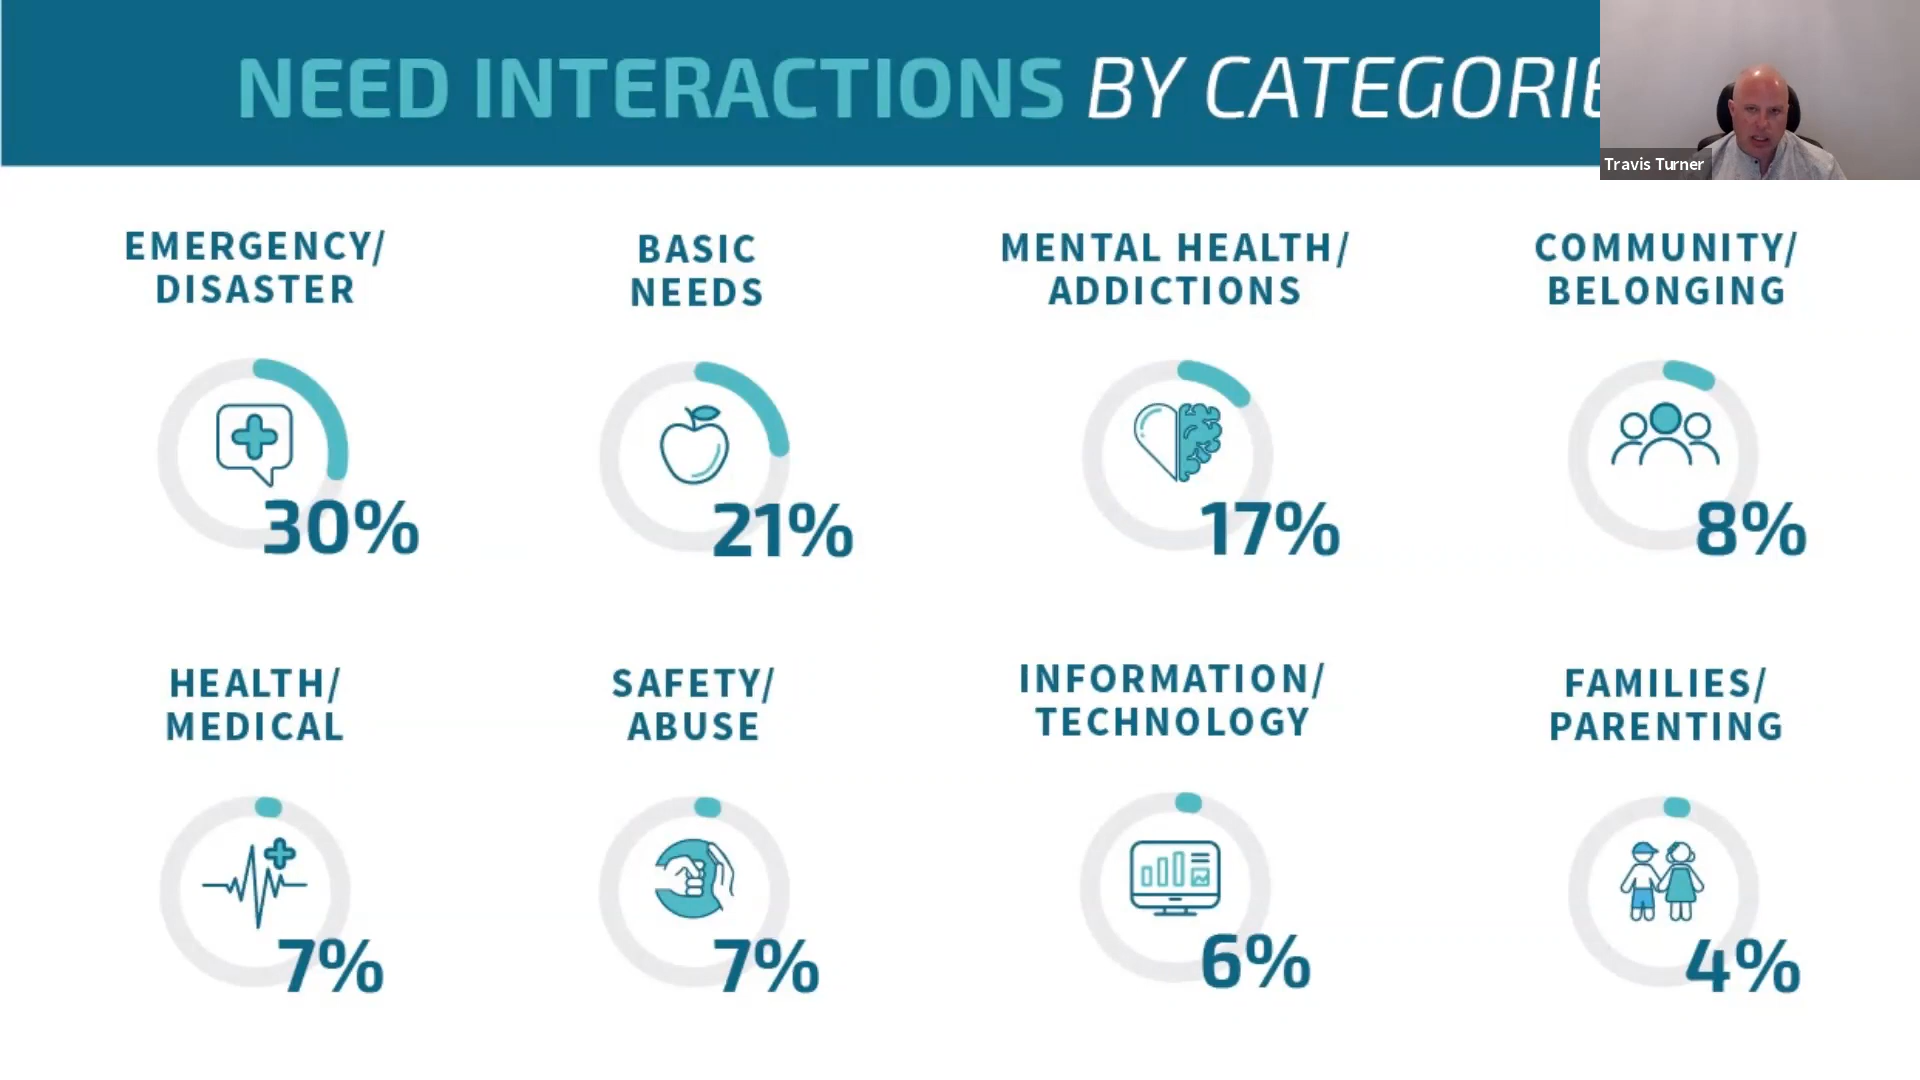 NEED INTERACTIONS BY CATEGORIE
Travis Turner
EMERGENCY/
DISASTER
30%
BASIC
NEEDS
21%
MENTAL HEALTH/
ADDICTIONS
17%
COMMUNITY/
BELONGING
8%
HEALTH/
MEDICAL
7%
SAFETY/
ABUSE
7%
INFORMATION/
TECHNOLOGY
6%
FAMILIES/
PARENTING
4%